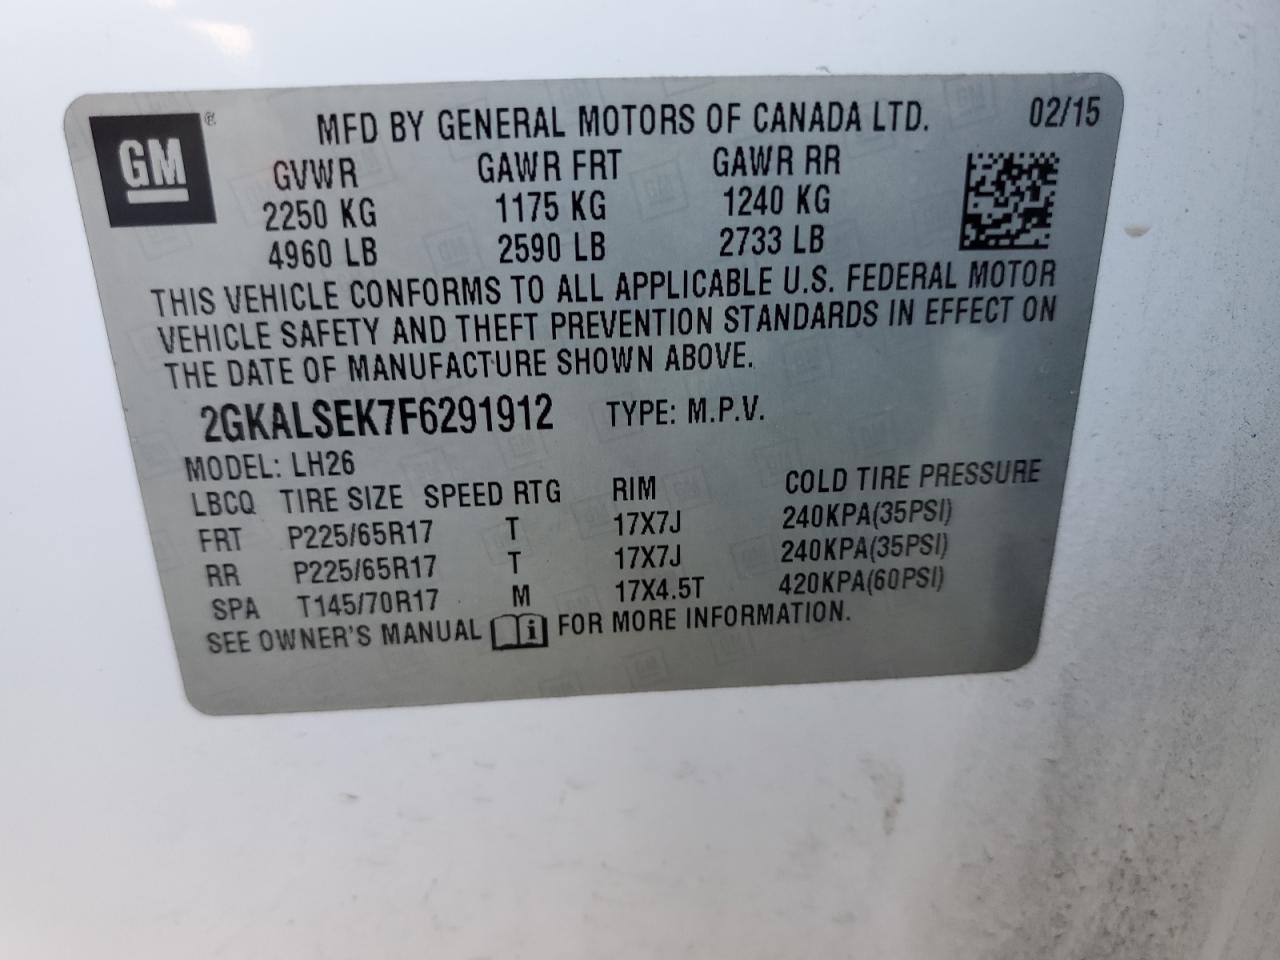 GM ® MFD BY GENERAL MOTORS OF CANADA LTD. 02/15
GVWR GAWR FRT GAWR RR
2250 KG 1175 KG 1240 KG
4960 LB 2590 LB 2733 LB
THIS VEHICLE CONFORMS TO ALL APPLICABLE U.S. FEDERAL MOTOR
VEHICLE SAFETY AND THEFT PREVENTION STANDARDS IN EFFECT ON
THE DATE OF MANUFACTURE SHOWN ABOVE.
2GKALSEK7F6291912 TYPE: M.P.V.
MODEL: LH26
LBCQ TIRE SIZE SPEED RTG RIM COLD TIRE PRESSURE
FRT P225/65R17 T 17X7J 240KPA(35PSI)
RR P225/65R17 T 17X7J 240KPA(35PSI)
SPA T145/70R17 M 17X4.5T 420KPA(60PSI)
SEE OWNER'S MANUAL i FOR MORE INFORMATION.